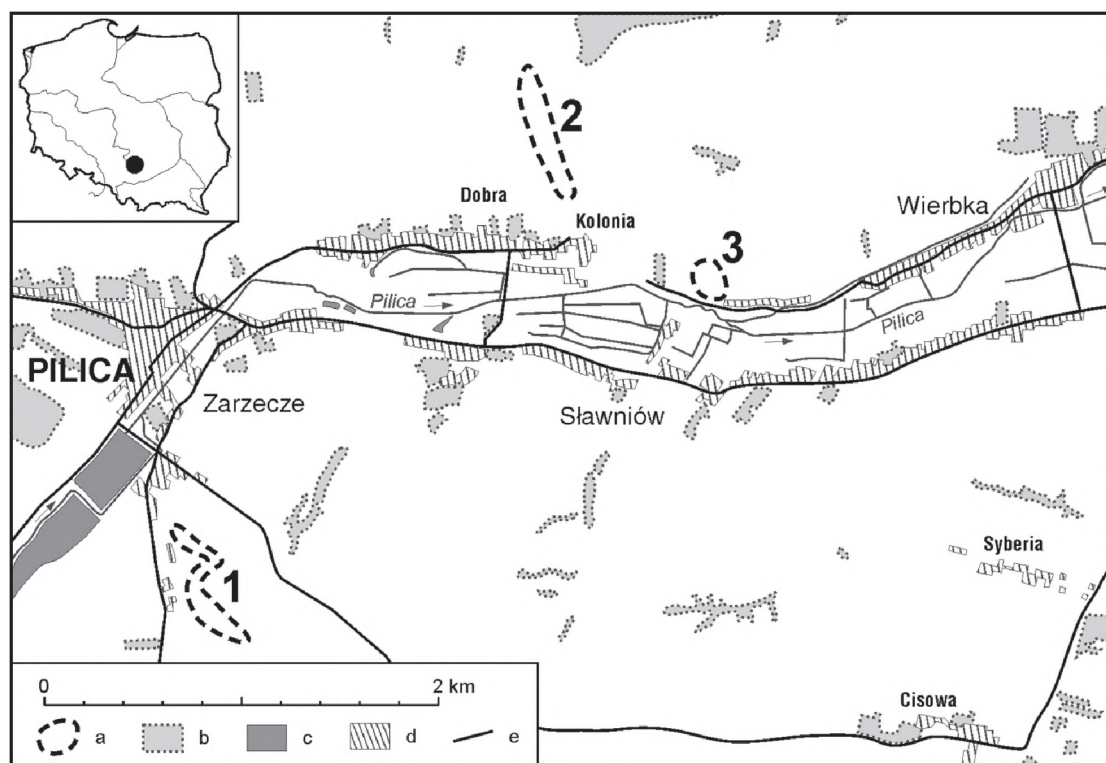 2
Dobra
Kolonia
Wierbka
3
Pilica
Pilica
PILICA
Zarzecze
Sławniów
Syberia
1
Cisowa
0 2 km
a b c d e